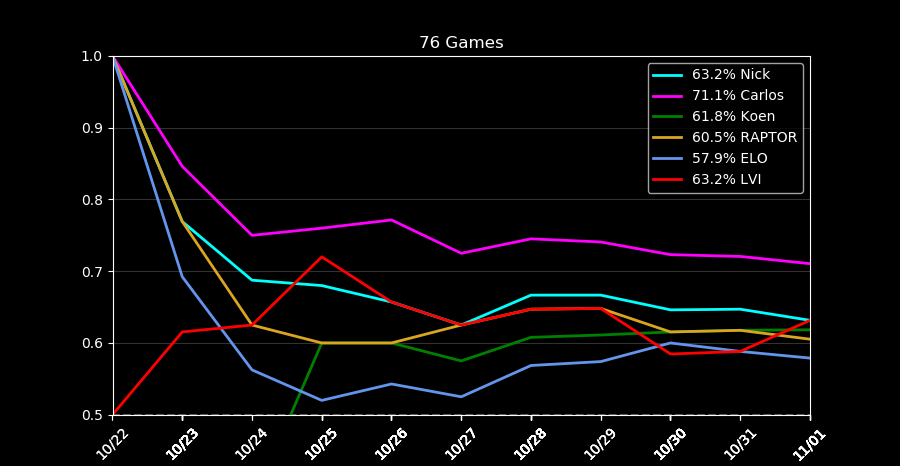 76 Games
1.0
0.9
0.8
0.7
0.6
0.5
63.2% Nick
71.1% Carlos
61.8% Koen
60.5% RAPTOR
57.9% ELO
63.2% LVI
10/22
10/23
10/24
10/25
10/26
10/27
10/28
10/29
10/30
10/31
11/01